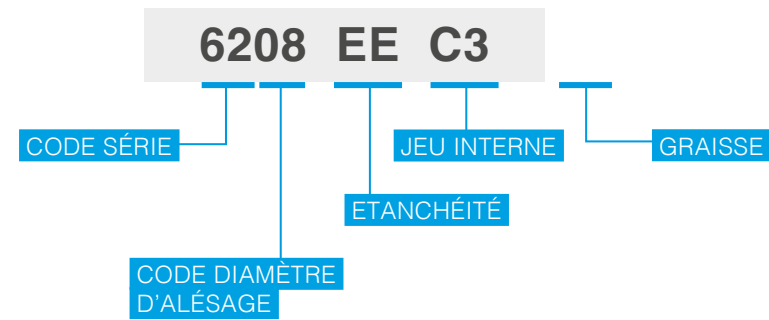 6208 EE C3
CODE SÉRIE
JEU INTERNE
GRAISSE
ETANCHÉITÉ
CODE DIAMÈTRE
D'ALÉSAGE